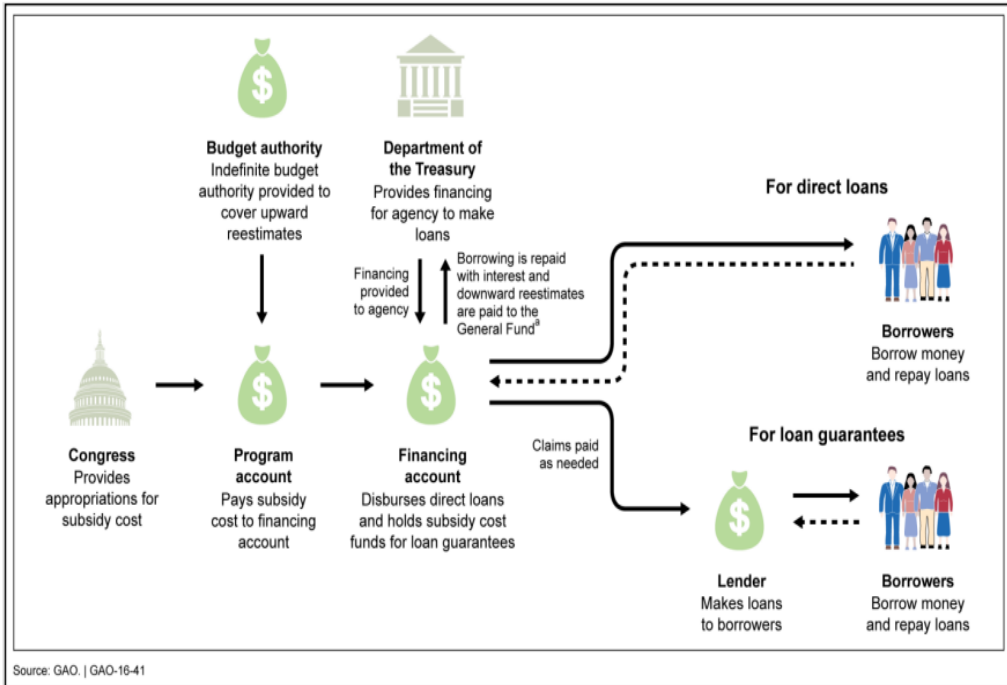 Budget authority
Indefinite budget
authority provided to
cover upward
reestimates
Department of
the Treasury
Provides financing
for agency to make
loans
Financing
provided
to agency
Borrowing is repaid
with interest and
downward reestimates
are paid to the
General Fundᵃ
For direct loans
Borrowers
Borrow money
and repay loans
Congress
Provides
appropriations for
subsidy cost
Program
account
Pays subsidy
cost to financing
account
Financing
account
Disburses direct loans
and holds subsidy cost
funds for loan guarantees
Claims paid
as needed
For loan guarantees
Lender
Makes loans
to borrowers
Borrowers
Borrow money
and repay loans
$
$
$
$
Source: GAO. | GAO-16-41